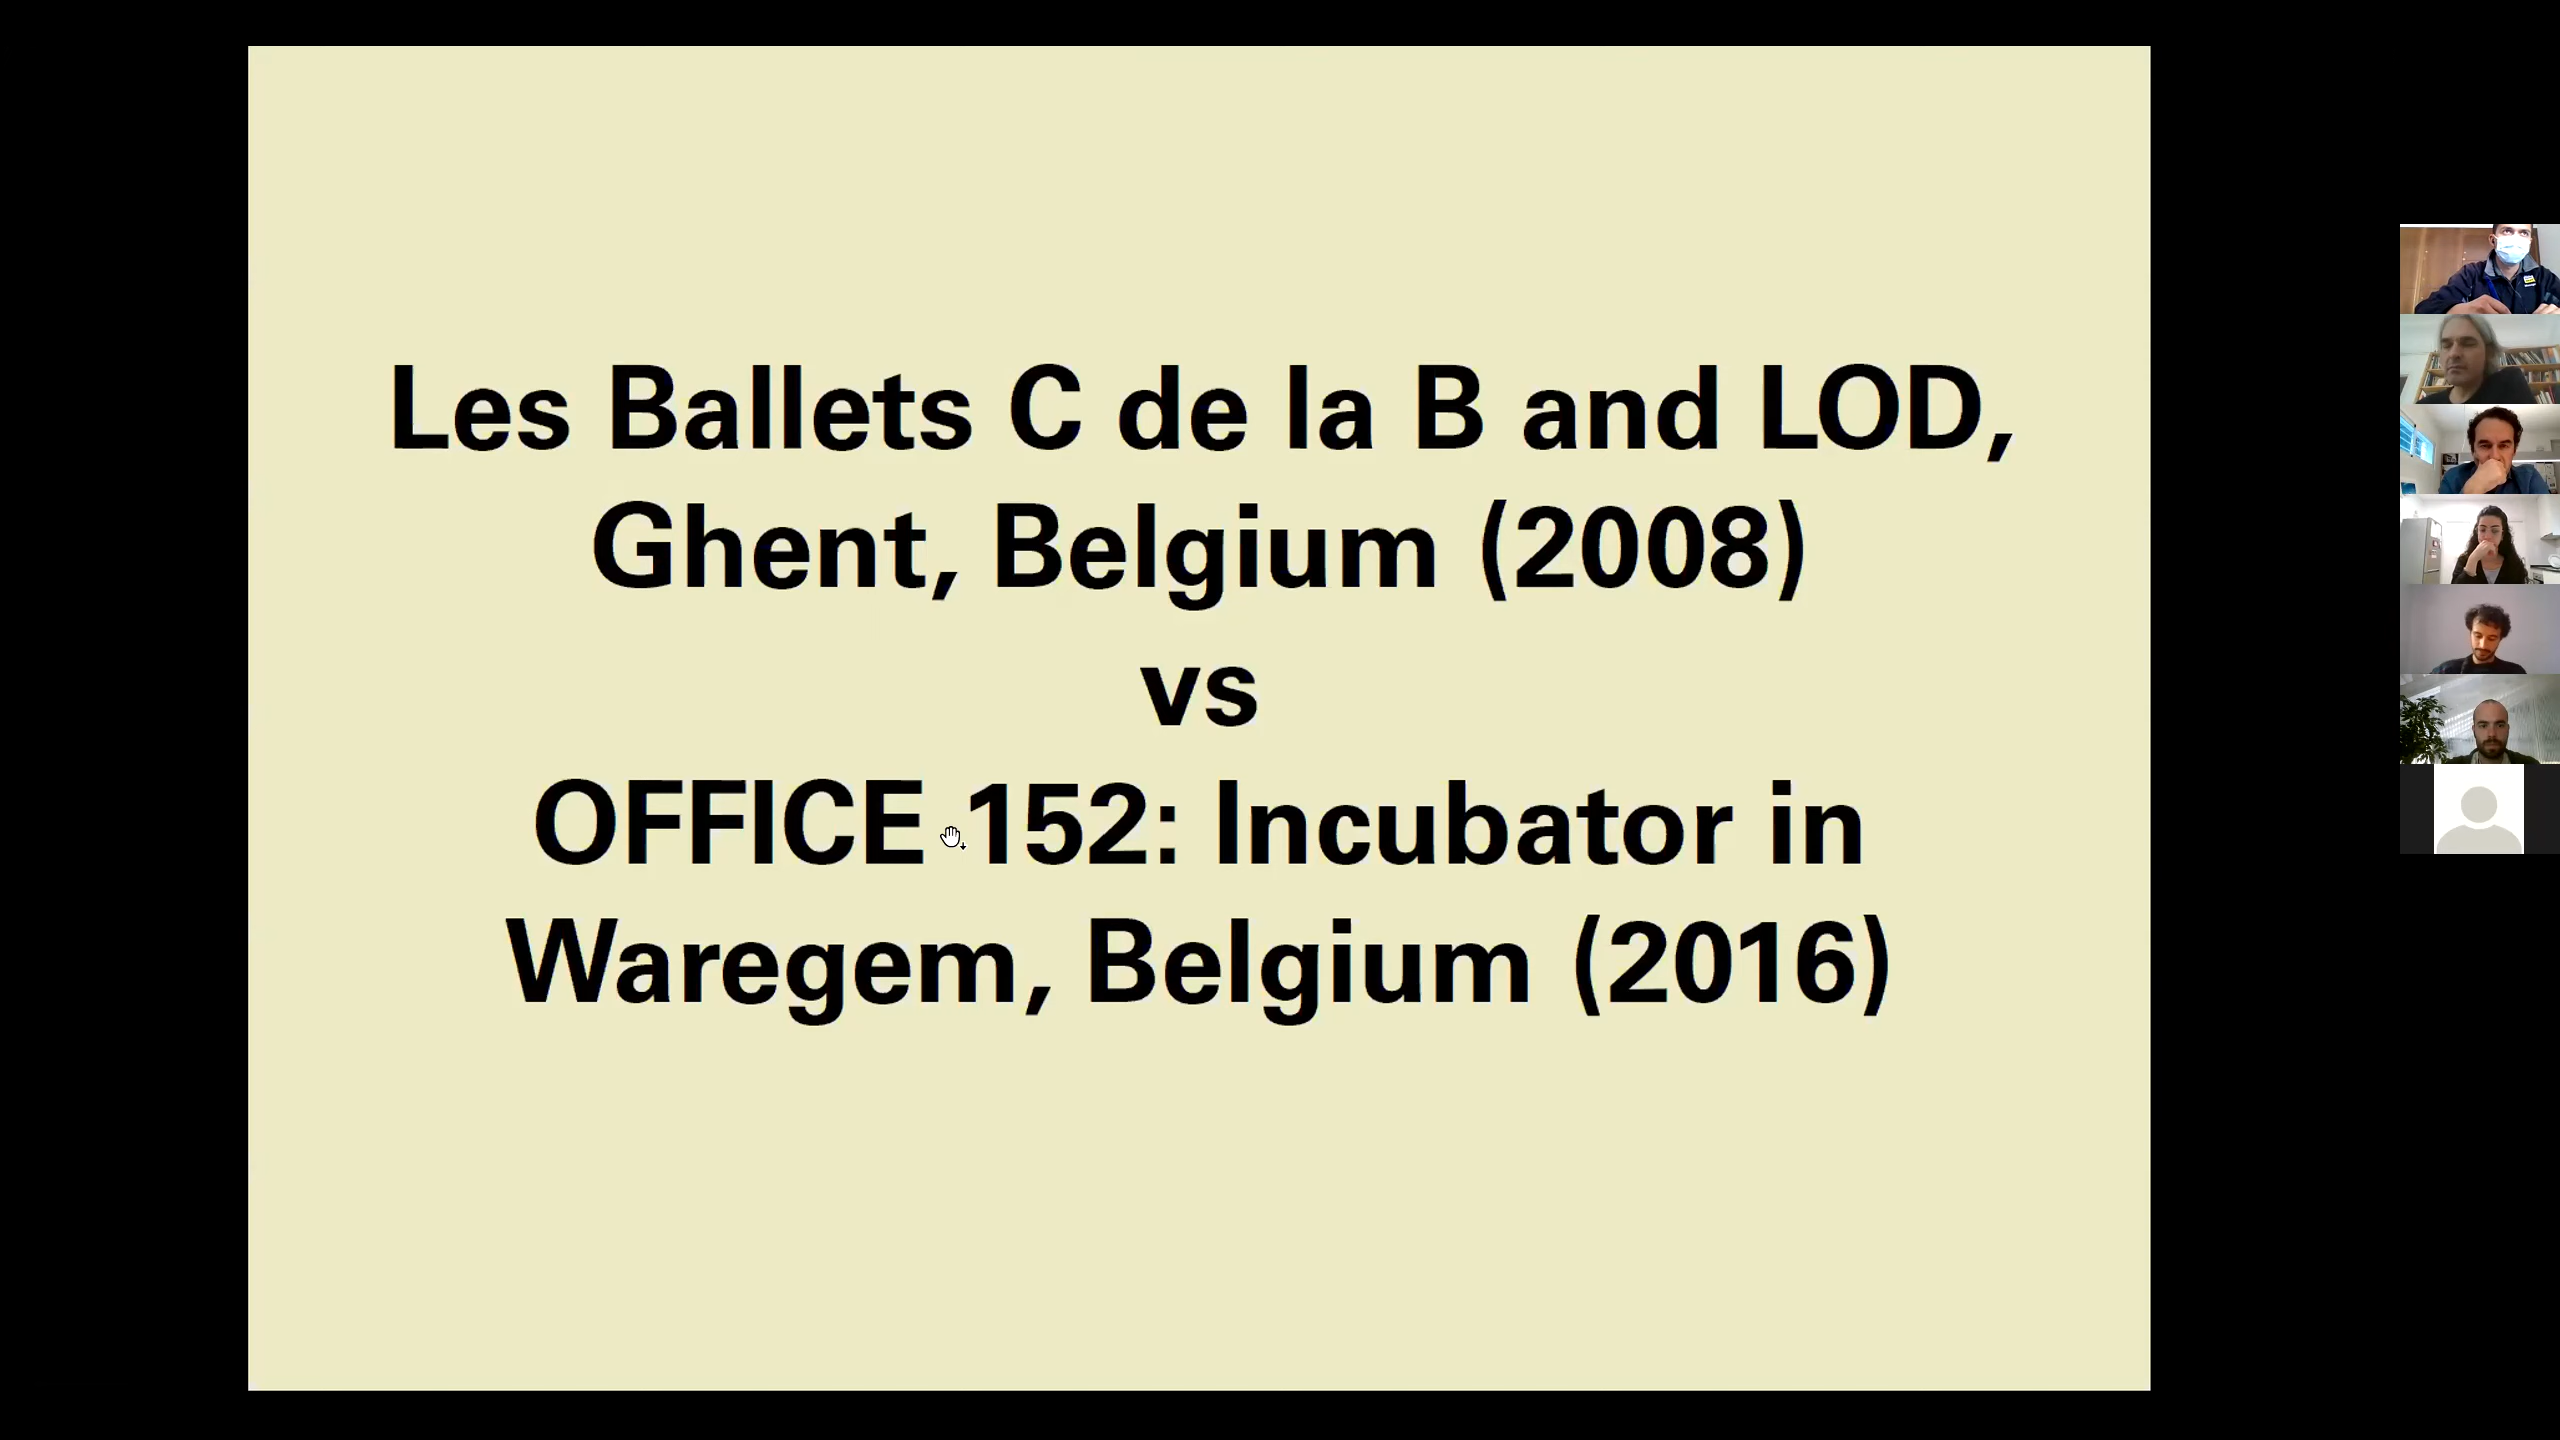 Les Ballets C de la B and LOD,
Ghent, Belgium (2008)
vs
OFFICE 152: Incubator in
Waregem, Belgium (2016)